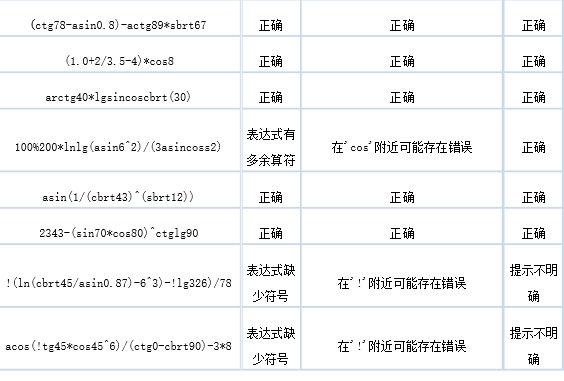 (ctg78-asin0.8)-actg89*sbrt67 正确 正确 正确
(1.0+2/3.5-4)*cos8 正确 正确 正确
arctg40*lgsincoscbrt(30) 正确 正确 正确
100%200*lnlg(asin6^2)/(3asincoss2) 表达式有多余算符 在'cos'附近可能存在错误 正确
asin(1/(cbrt43)^(sbrt12)) 正确 正确 正确
2343-(sin70*cos80)^ctglg90 正确 正确 正确
!(ln(cbrt45/asin0.87)-6^3)-!lg326)/78 表达式缺少符号 在'!'附近可能存在错误 提示不明确
acos(!tg45*cos45^6)/(ctg0-cbrt90)-3*8 表达式缺少符号 在'!'附近可能存在错误 提示不明确